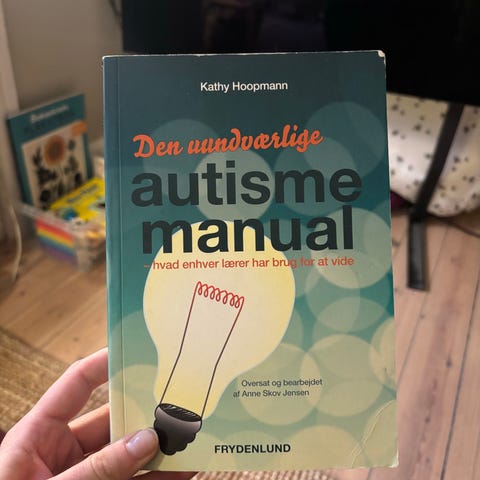 Kathy Hoopmann
Den uundværlige
autisme
manual
– hvad enhver lærer har brug for at vide
Oversat og bearbejdet
af Anne Skov Jensen
FRYDENLUND